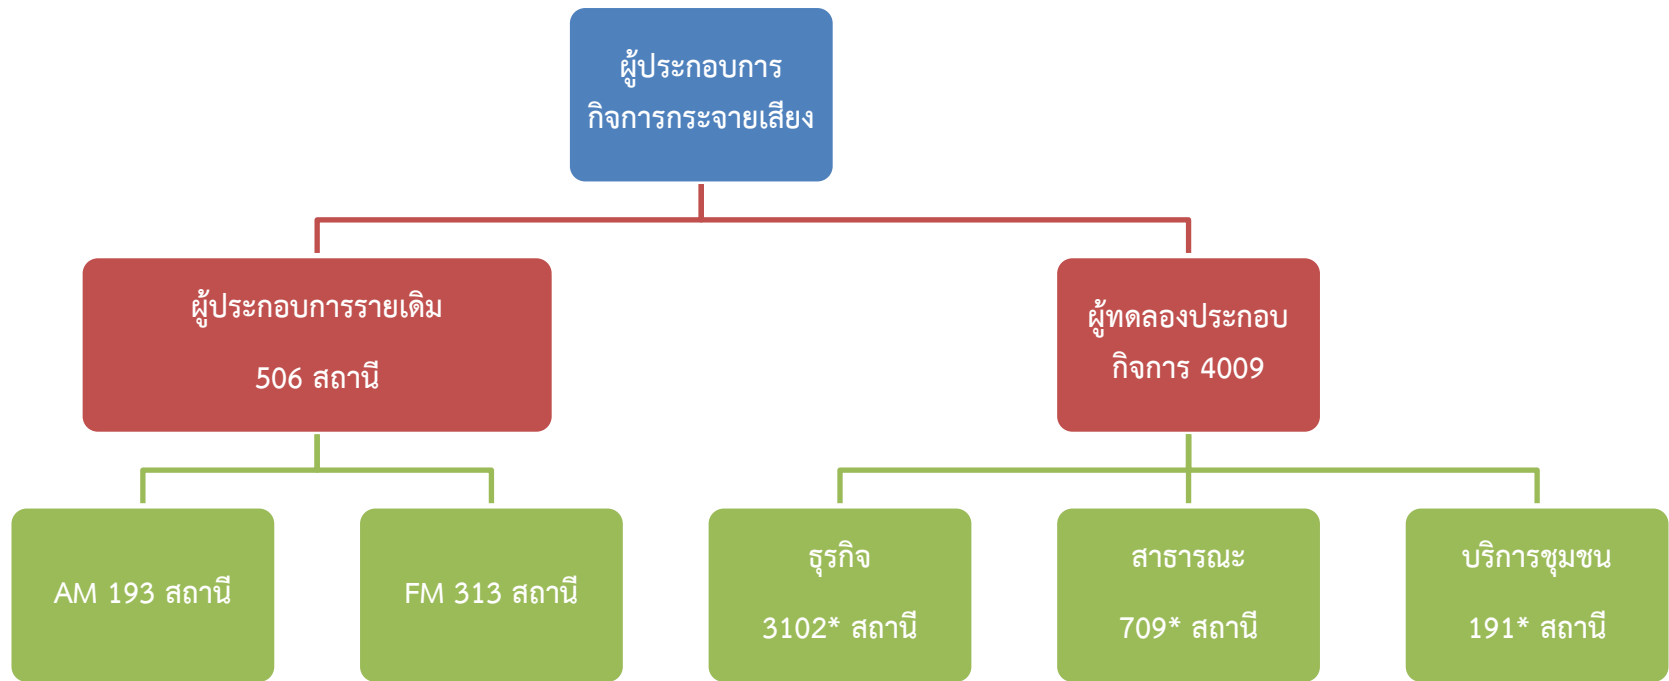 ผู้ประกอบการ
กิจการกระจายเสียง
ผู้ประกอบการรายเดิม
506 สถานี
ผู้ทดลองประกอบ
กิจการ 4009
AM 193 สถานี
FM 313 สถานี
ธุรกิจ
3102* สถานี
สาธารณะ
709* สถานี
บริการชุมชน
191* สถานี